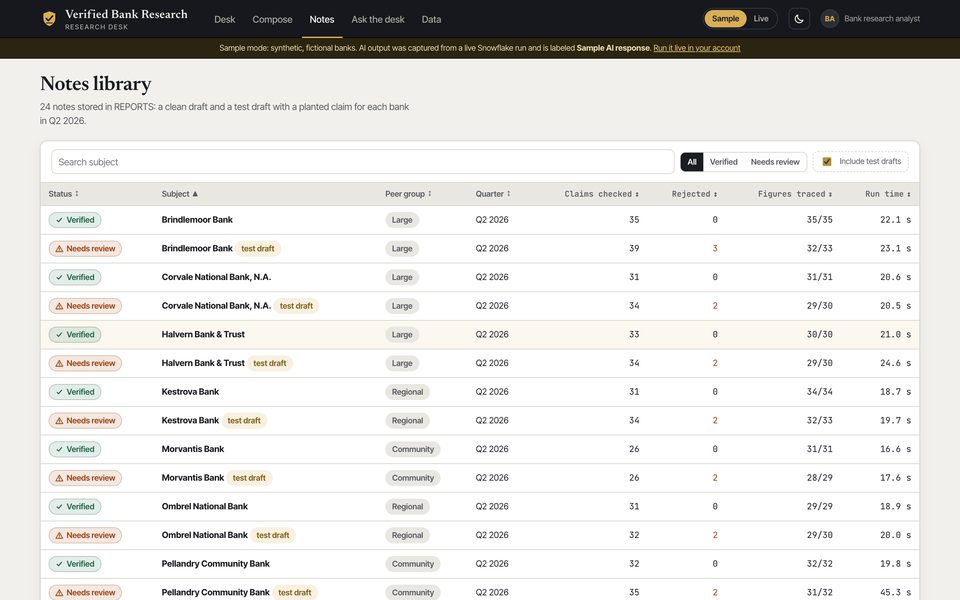 Verified Bank Research
RESEARCH DESK
Desk Compose Notes Ask the desk Data
Sample Live
BA Bank research analyst
Sample mode: synthetic, fictional banks. AI output was captured from a live Snowflake run and is labeled Sample AI response. Run it live in your account
Notes library
24 notes stored in REPORTS: a clean draft and a test draft with a planted claim for each bank
in Q2 2026.
Search subject
All Verified Needs review Include test drafts
Status Subject Peer group Quarter Claims checked Rejected Figures traced Run time
Verified Brindlemoor Bank Large Q2 2026 35 0 35/35 22.1 s
Needs review Brindlemoor Bank test draft Large Q2 2026 39 3 32/33 23.1 s
Verified Corvale National Bank, N.A. Large Q2 2026 31 0 31/31 20.6 s
Needs review Corvale National Bank, N.A. test draft Large Q2 2026 34 2 29/30 20.5 s
Verified Halvern Bank & Trust Large Q2 2026 33 0 30/30 21.0 s
Needs review Halvern Bank & Trust test draft Large Q2 2026 34 2 29/30 24.6 s
Verified Kestrova Bank Regional Q2 2026 31 0 34/34 18.7 s
Needs review Kestrova Bank test draft Regional Q2 2026 34 2 32/33 19.7 s
Verified Morvantis Bank Community Q2 2026 26 0 31/31 16.6 s
Needs review Morvantis Bank test draft Community Q2 2026 26 2 28/29 17.6 s
Verified Ombrel National Bank Regional Q2 2026 31 0 29/29 18.9 s
Needs review Ombrel National Bank test draft Regional Q2 2026 32 2 29/30 20.0 s
Verified Pellandry Community Bank Community Q2 2026 32 0 32/32 19.8 s
Needs review Pellandry Community Bank test draft Community Q2 2026 35 2 31/32 45.3 s